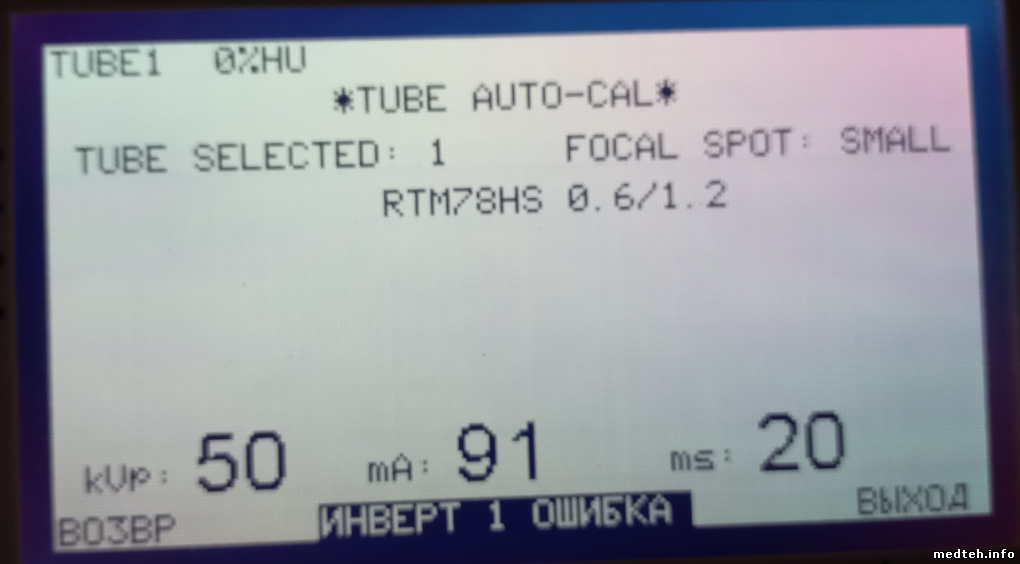 TUBE1 0%HU
*TUBE AUTO-CAL*
TUBE SELECTED: 1 FOCAL SPOT: SMALL
RTM78HS 0.6/1.2
kVp: 50 mA: 91 ms: 20
ВОЗВР ИНВЕРТ 1 ОШИБКА ВЫХОД
medteh.info